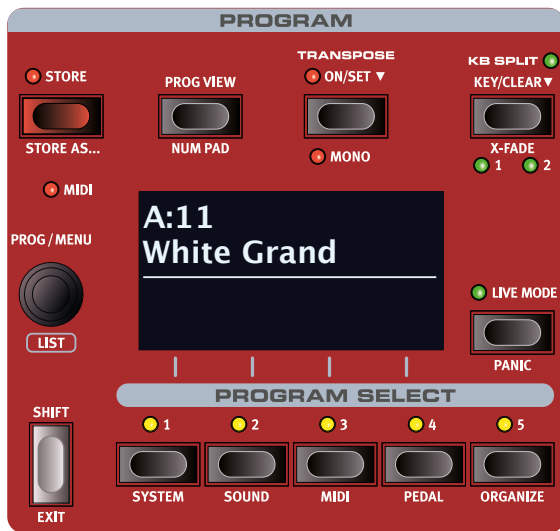 PROGRAM
STORE
STORE AS...
PROG VIEW
NUM PAD
TRANSPOSE
ON/SET ▼
MONO
KB SPLIT
KEY/CLEAR▼
X-FADE
1 2
MIDI
PROG / MENU
LIST
A:11
White Grand
LIVE MODE
PANIC
PROGRAM SELECT
SHIFT
EXIT
1 2 3 4 5
SYSTEM SOUND MIDI PEDAL ORGANIZE